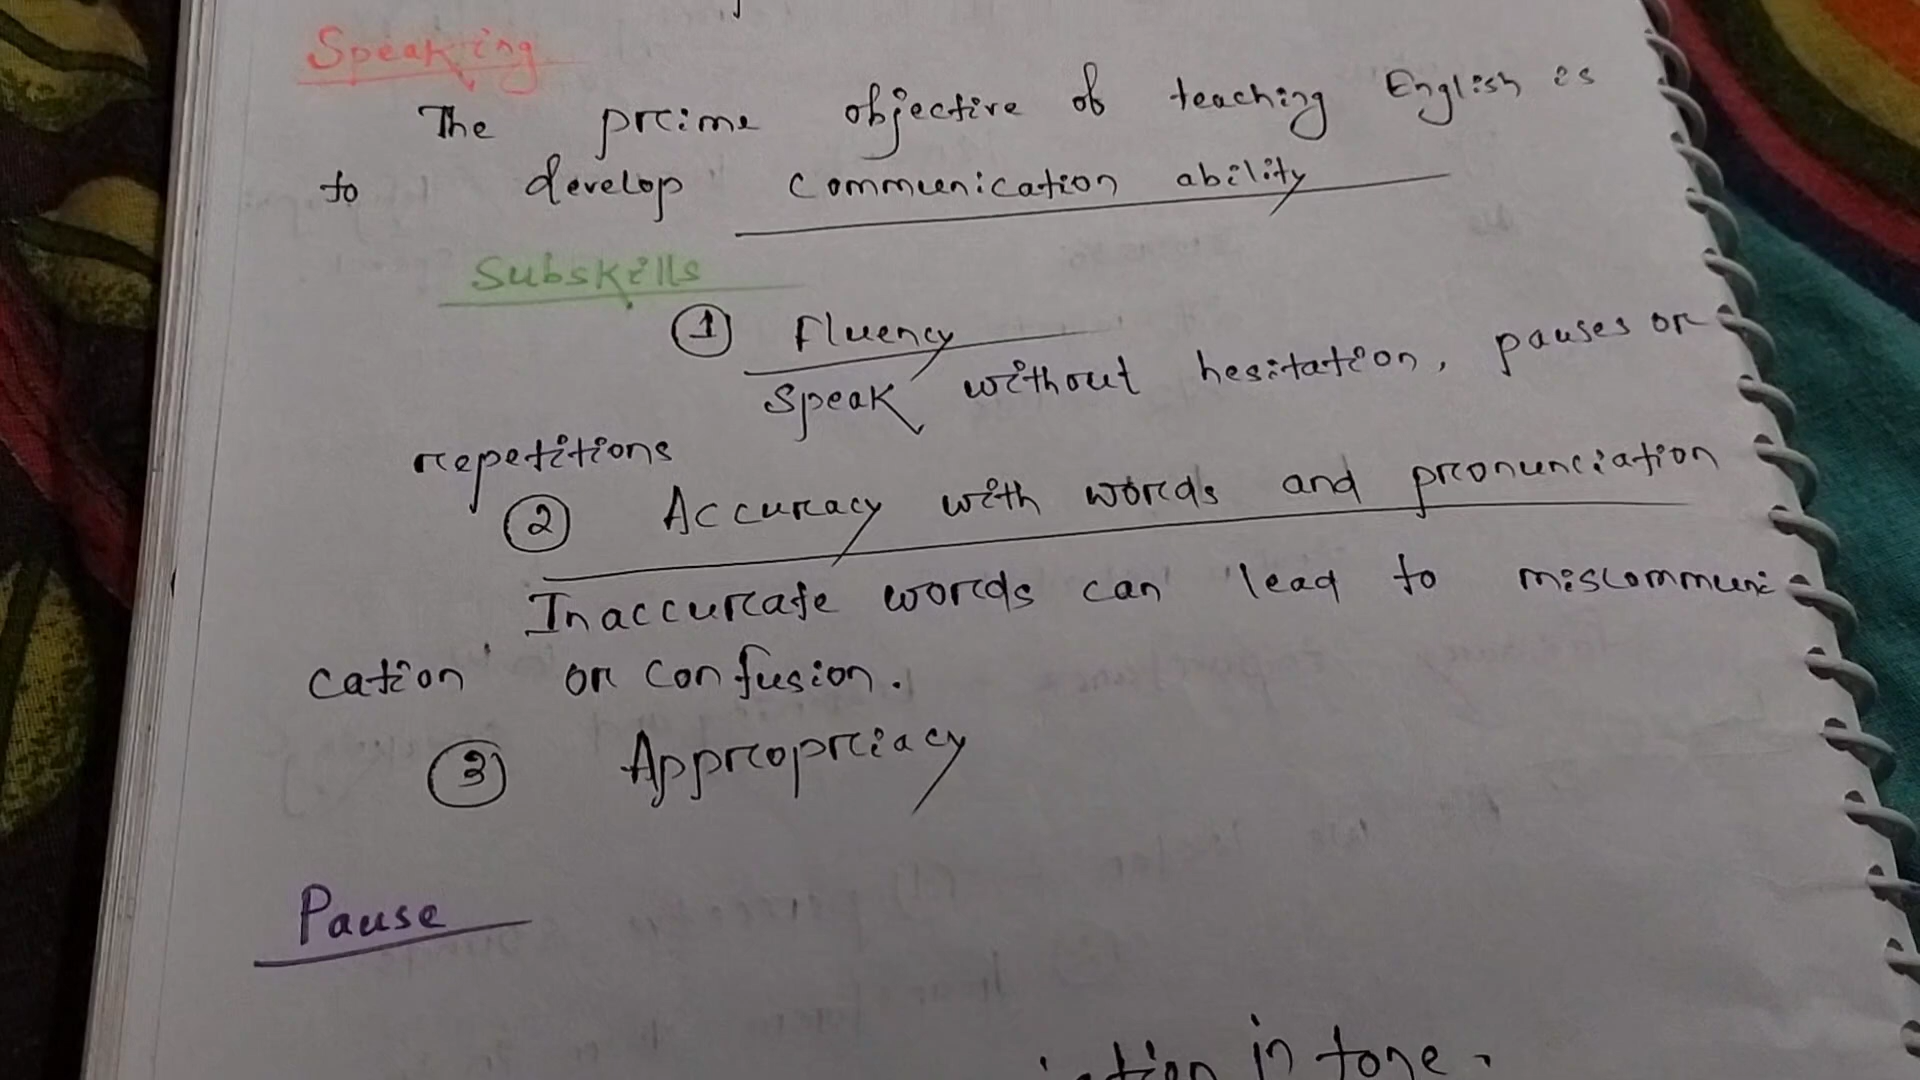 Speaking
The prime objective of teaching English is
to develop communication ability
Subskills
① Fluency
Speak without hesitation, pauses or
repetitions
② Accuracy with words and pronunciation
Inaccurate words can lead to miscommuni
cation or confusion.
③ Appropriacy
Pause
in tone.